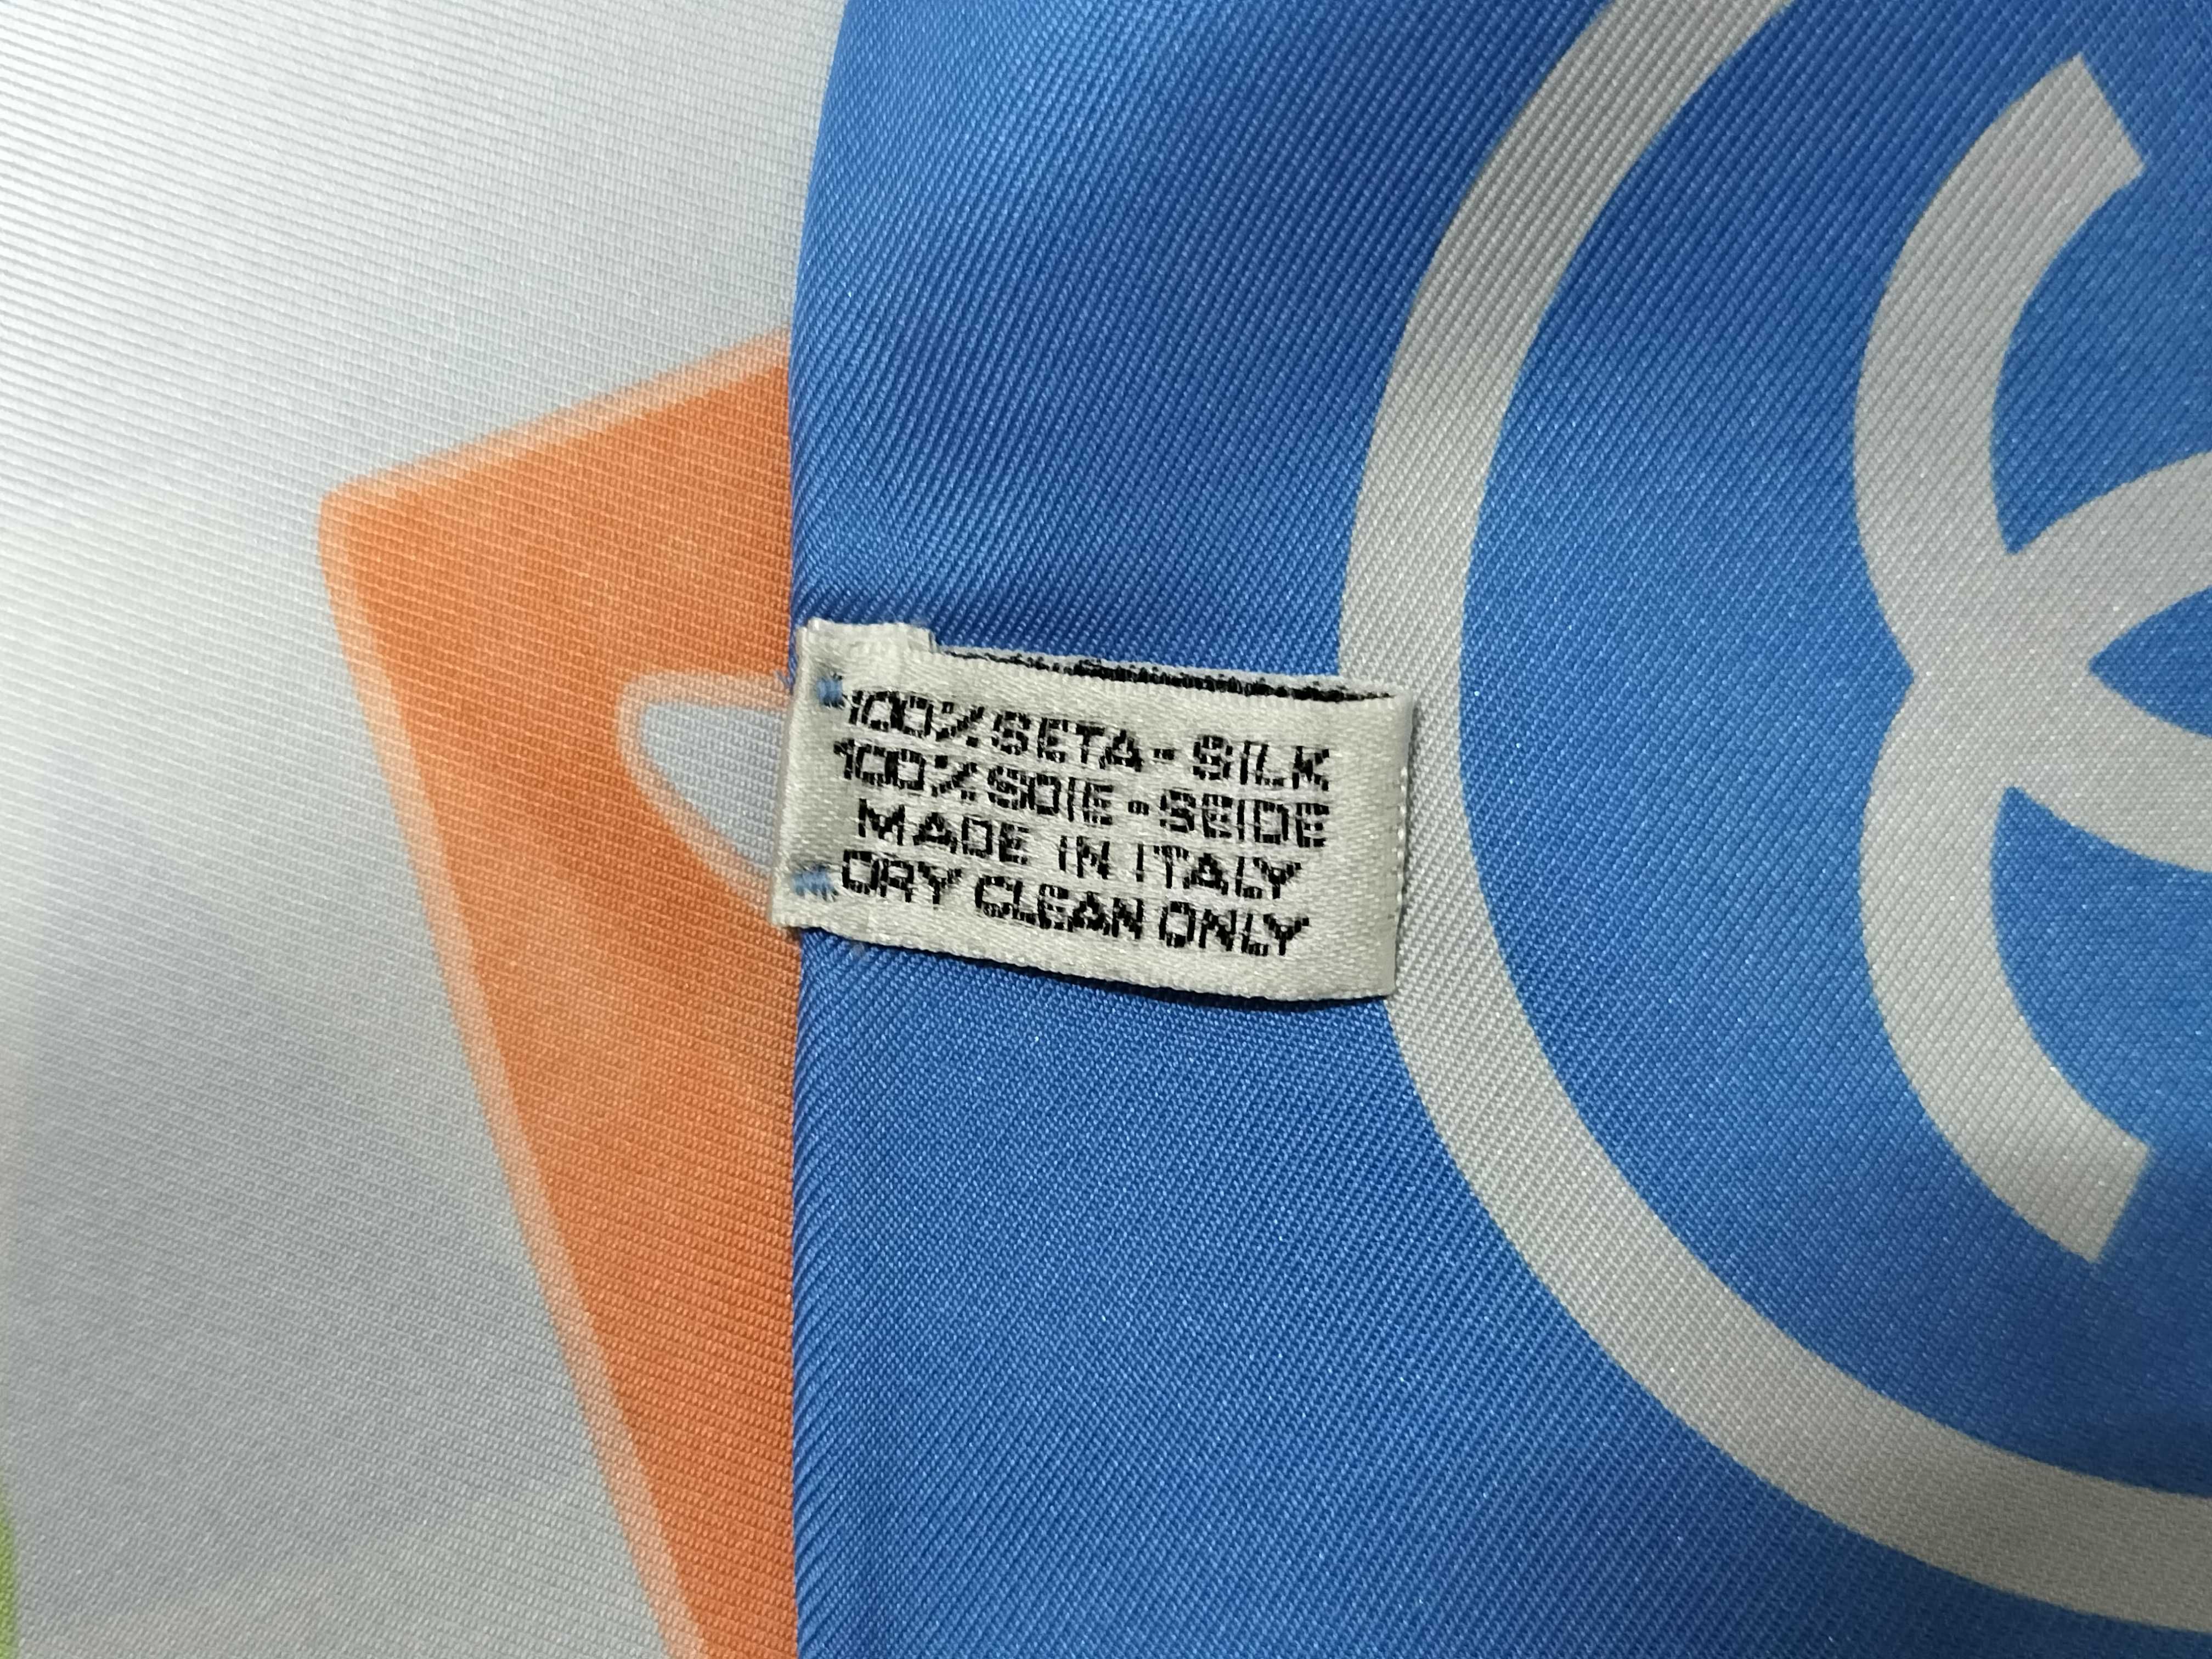 100% SETA - SILK
100% SOIE - SEIDE
MADE IN ITALY
DRY CLEAN ONLY